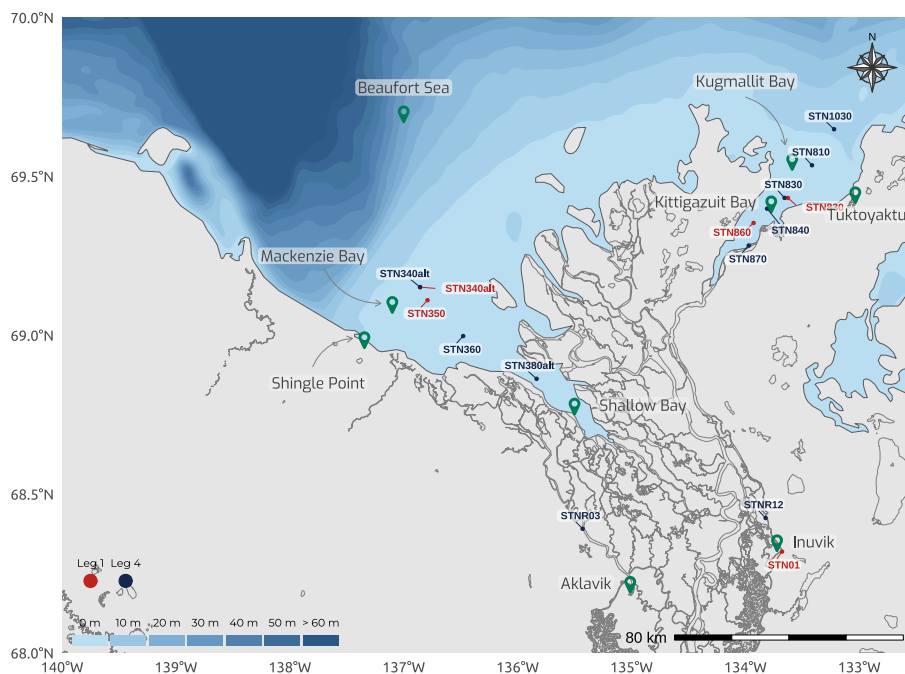 70.0°N
N
Kugmallit Bay
Beaufort Sea
STN1030
STN810
69.5°N
STN830
Kittigazuit Bay
STN830
Tuktoyaktu
STN860
STN840
STN870
Mackenzie Bay
STN340alt
STN340alt
STN350
69.0°N
STN360
STN380alt
Shingle Point
Shallow Bay
68.5°N
STNR12
STNR03
Inuvik
STN01
Leg 1
Leg 4
Aklavik
0 m
10 m
20 m
30 m
40 m
50 m
> 60 m
80 km
68.0°N
140°W
139°W
138°W
137°W
136°W
135°W
134°W
133°W